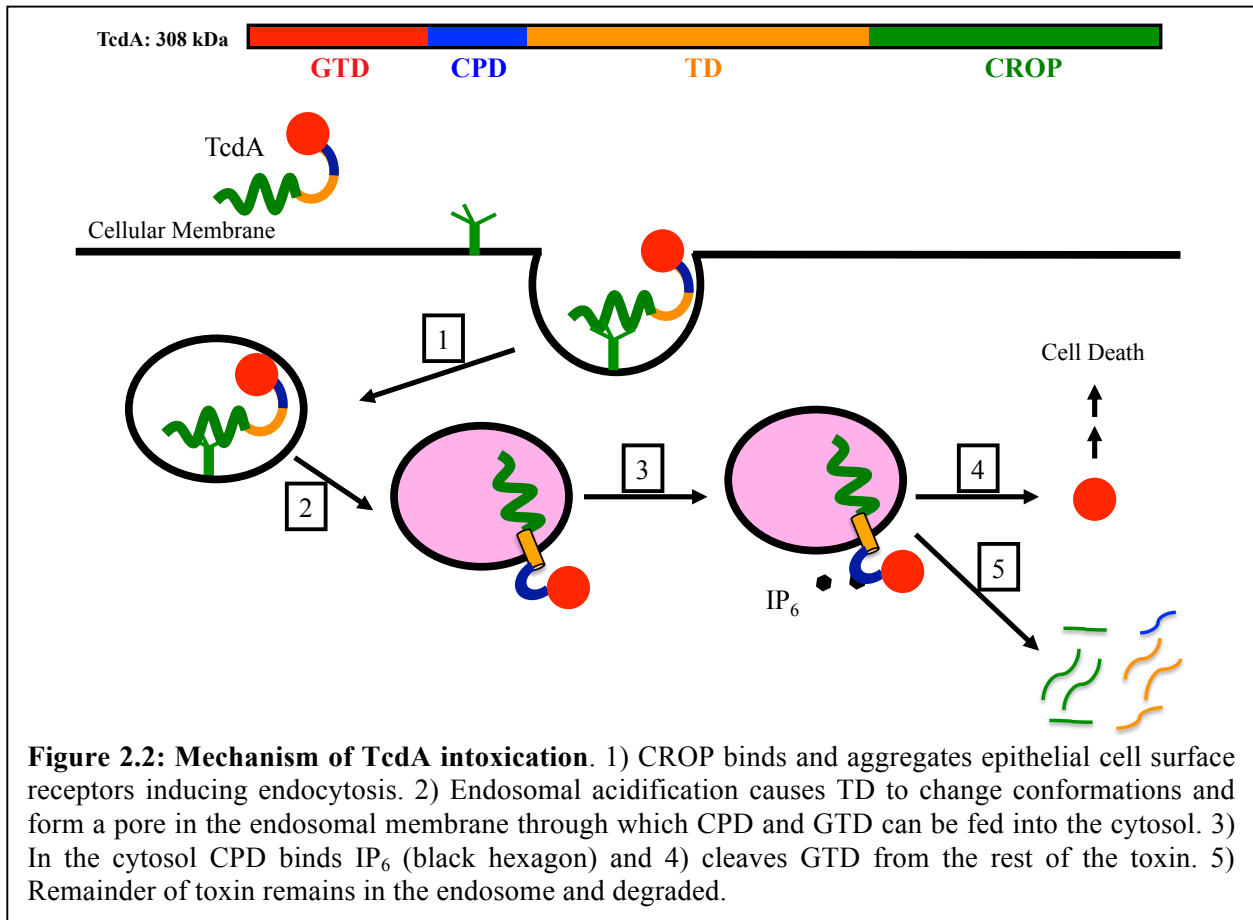 TcdA: 308 kDa
GTD CPD TD CROP
TcdA
Cellular Membrane
1
Cell Death
2
3
4
IP6
5
Figure 2.2: Mechanism of TcdA intoxication. 1) CROP binds and aggregates epithelial cell surface
receptors inducing endocytosis. 2) Endosomal acidification causes TD to change conformations and
form a pore in the endosomal membrane through which CPD and GTD can be fed into the cytosol. 3)
In the cytosol CPD binds IP6 (black hexagon) and 4) cleaves GTD from the rest of the toxin. 5)
Remainder of toxin remains in the endosome and degraded.